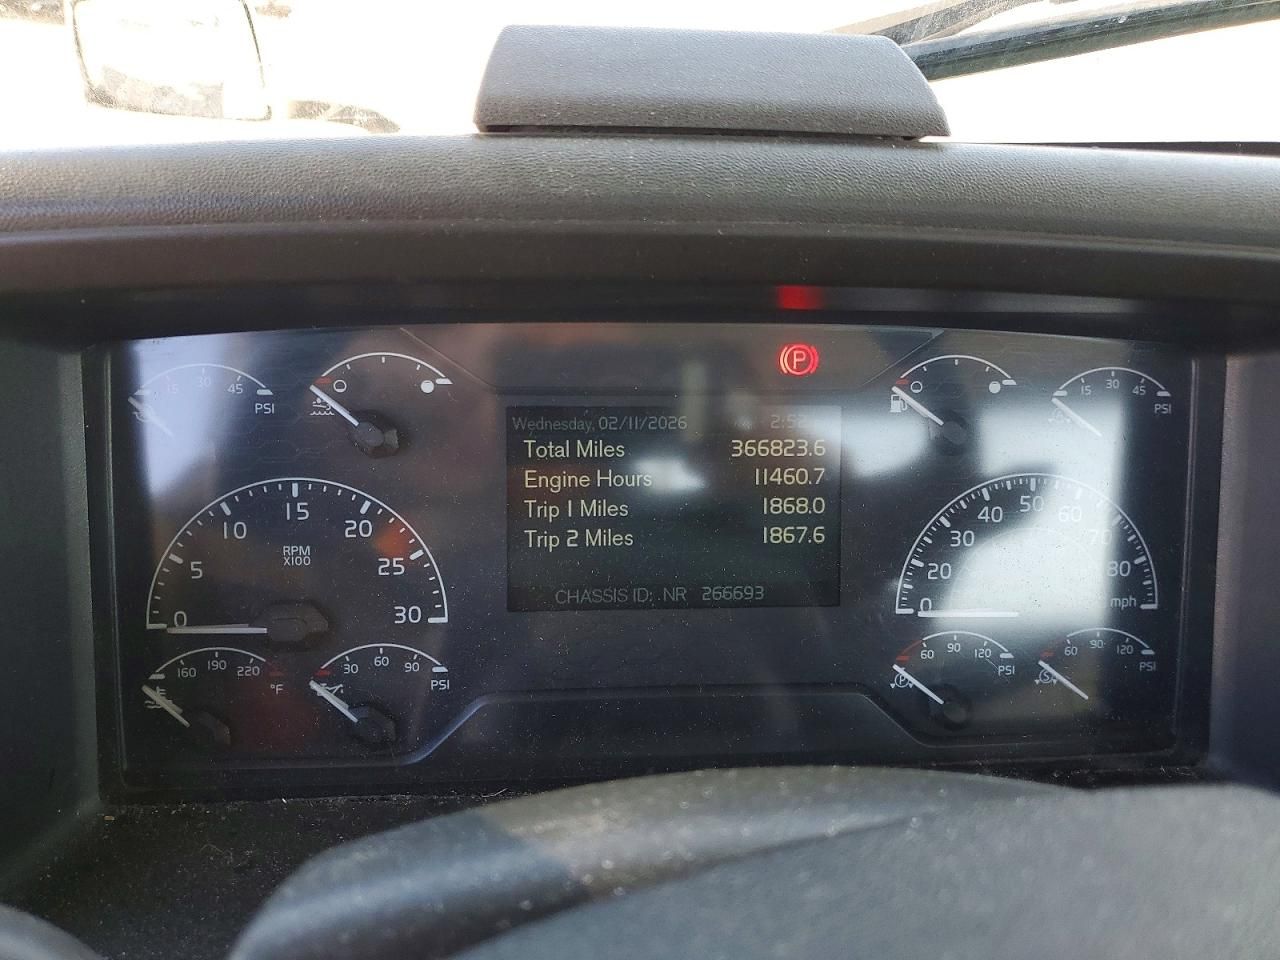 P
15 30 45
PSI
15 30 45
PSI
Wednesday, 02/11/2026 2:52
Total Miles 366823.6
Engine Hours 11460.7
Trip 1 Miles 1868.0
Trip 2 Miles 1867.6
CHASSIS ID: NR 266693
0 5 10 15 20 25 30
RPM
X100
0 20 30 40 50 60 70 80
mph
160 190 220
°F
30 60 90
PSI
60 90 120
PSI
P
60 90 120
PSI
S